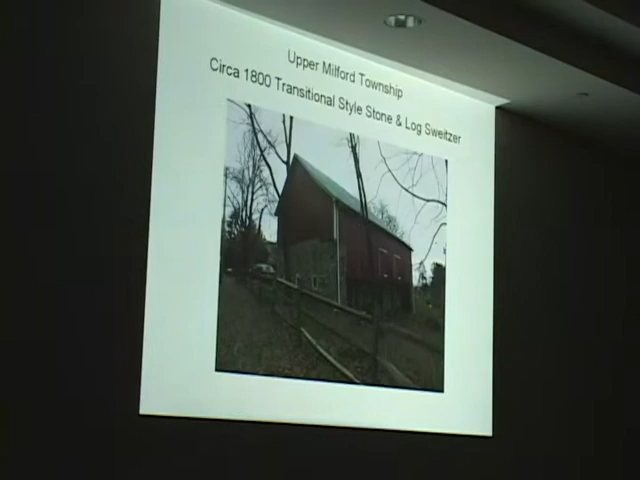 Upper Milford Township
Circa 1800 Transitional Style Stone & Log Sweitzer